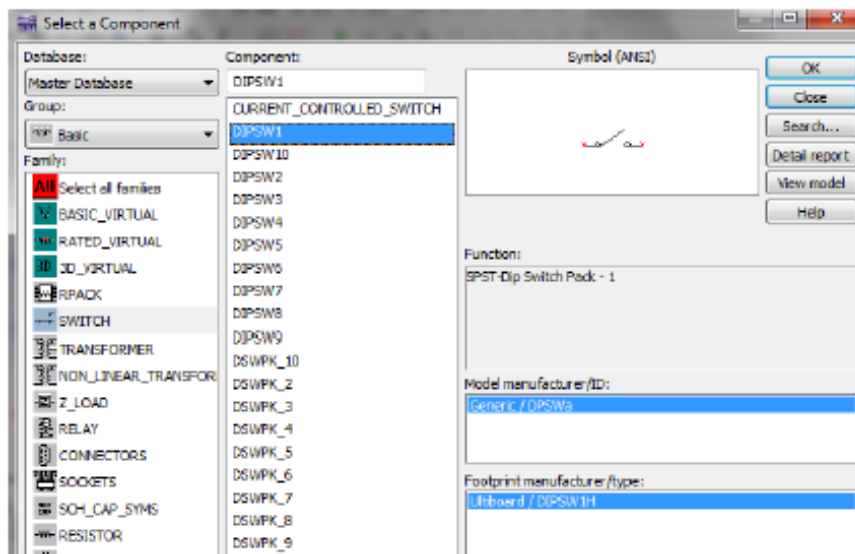 Select a Component
Database:
Master Database
Group:
Basic
Family:
All Select all families
BASIC_VIRTUAL
RATED_VIRTUAL
3D 3D_VIRTUAL
RPACK
SWITCH
TRANSFORMER
NON_LINEAR_TRANSFOR
Z_LOAD
RELAY
CONNECTORS
SOCKETS
SCH_CAP_SYMS
RESISTOR
Component:
DIPSW1
CURRENT_CONTROLLED_SWITCH
DIPSW1
DIPSW10
DIPSW2
DIPSW3
DIPSW4
DIPSW5
DIPSW6
DIPSW7
DIPSW8
DIPSW9
DSWPK_10
DSWPK_2
DSWPK_3
DSWPK_4
DSWPK_5
DSWPK_6
DSWPK_7
DSWPK_8
DSWPK_9
Symbol (ANSI)
Function:
SPST-Dip Switch Pack - 1
Model manufacturer/ID:
Generic / DPSWa
Footprint manufacturer/type:
Ultiboard / DIPSW1H
OK
Close
Search...
Detail report
View model
Help